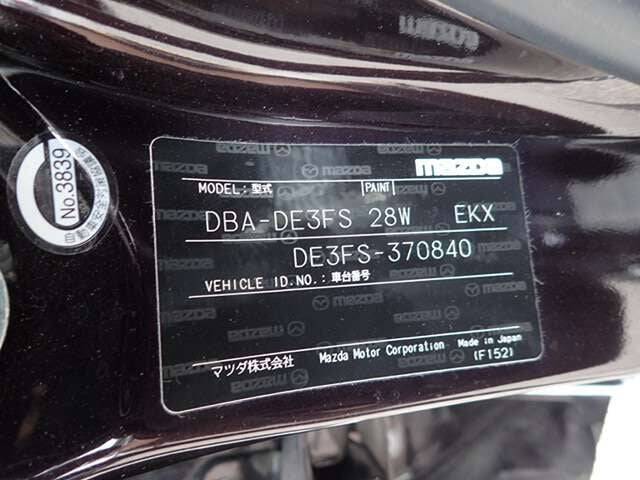 mazda
MODEL:型式 PAINT
DBA-DE3FS 28W EKX
DE3FS-370840
VEHICLE ID.NO.:車台番号
マツダ株式会社 Mazda Motor Corporation Made in Japan
(F152)
No.3839